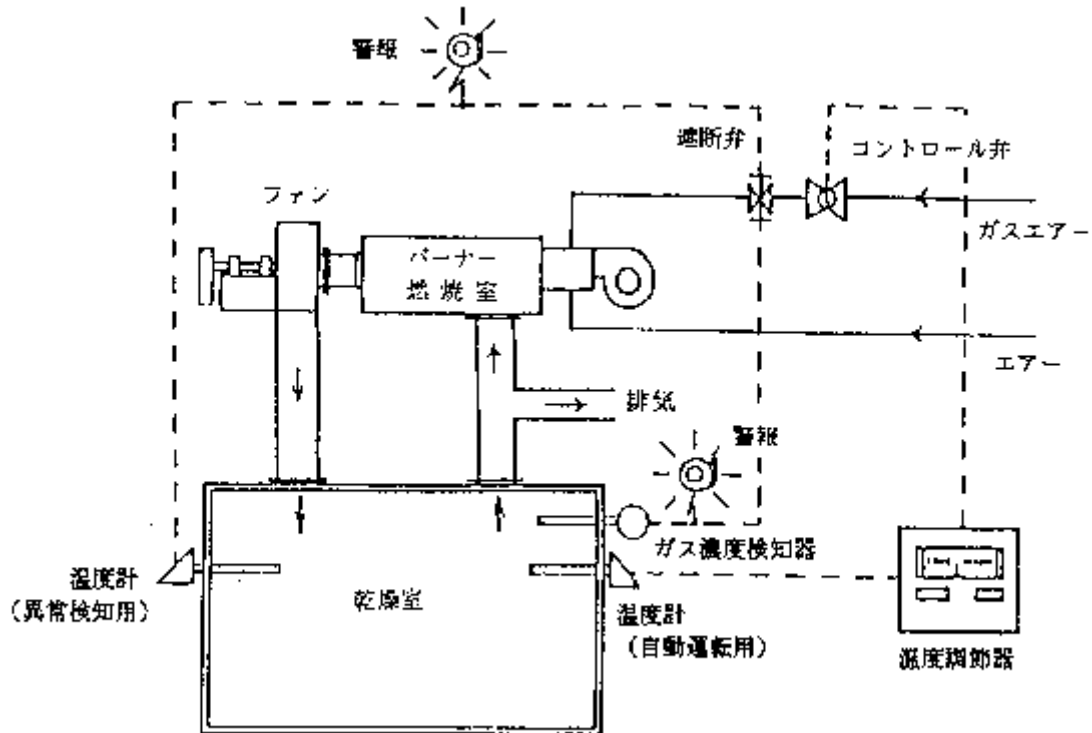 警報
遮断弁
コントロール弁
ファン
ガスエアー
バーナー
燃焼室
エアー
排気
警報
ガス濃度検知器
温度計
(異常検知用)
乾燥室
温度計
(自動運転用)
温度調節器